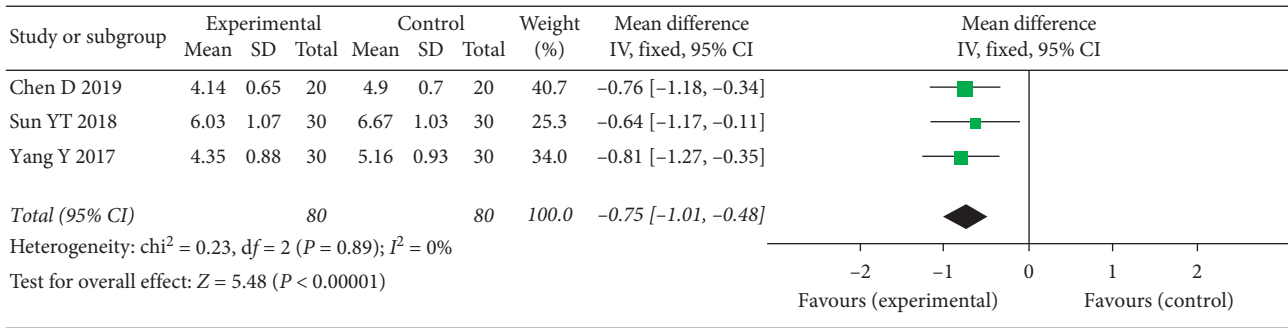 Study or subgroup Experimental Control Weight (%) Mean difference IV, fixed, 95% CI Mean difference IV, fixed, 95% CI
Mean SD Total Mean SD Total
Chen D 2019 4.14 0.65 20 4.9 0.7 20 40.7 –0.76 [–1.18, –0.34]
Sun YT 2018 6.03 1.07 30 6.67 1.03 30 25.3 –0.64 [–1.17, –0.11]
Yang Y 2017 4.35 0.88 30 5.16 0.93 30 34.0 –0.81 [–1.27, –0.35]
Total (95% CI) 80 80 100.0 –0.75 [–1.01, –0.48]
Heterogeneity: chi² = 0.23, df = 2 (P = 0.89); I² = 0%
Test for overall effect: Z = 5.48 (P < 0.00001)
–2 –1 0 1 2
Favours (experimental) Favours (control)